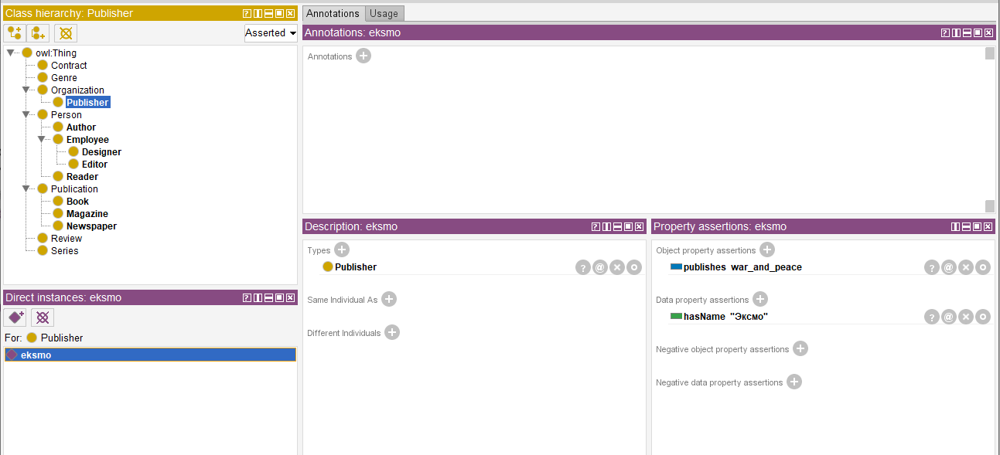 Class hierarchy: Publisher
Asserted
owl:Thing
Contract
Genre
Organization
Publisher
Person
Author
Employee
Designer
Editor
Reader
Publication
Book
Magazine
Newspaper
Review
Series
Direct instances: eksmo
For: Publisher
eksmo
Annotations Usage
Annotations: eksmo
Annotations
Description: eksmo
Types
Publisher
Same Individual As
Different Individuals
Property assertions: eksmo
Object property assertions
publishes war_and_peace
Data property assertions
hasName "Эксмо"
Negative object property assertions
Negative data property assertions